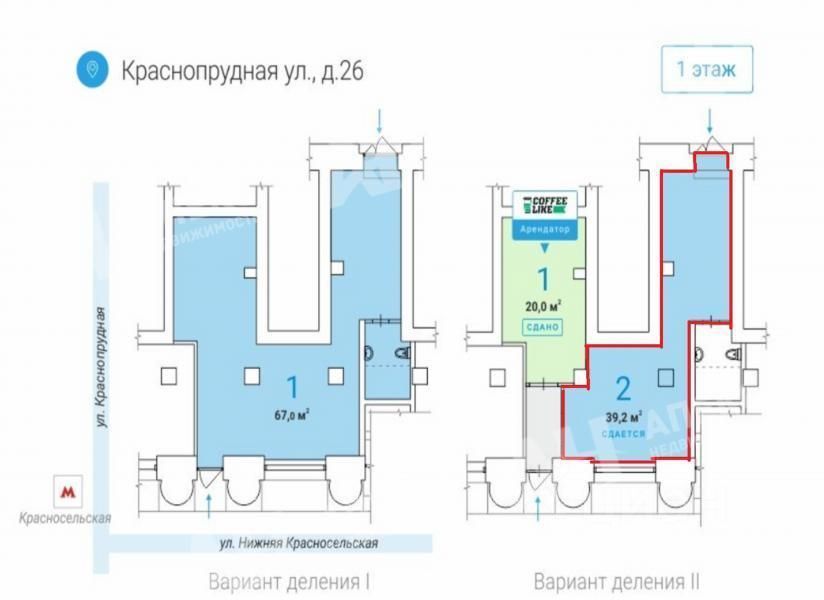 Краснопрудная ул., д.26
1 этаж
ул. Краснопрудная
1
67,0 м²
COFFEE
LIKE
Арендатор
1
20,0 м²
СДАНО
2
39,2 м²
СДАЕТСЯ
М
Красносельская
ул. Нижняя Красносельская
Вариант деления I
Вариант деления II